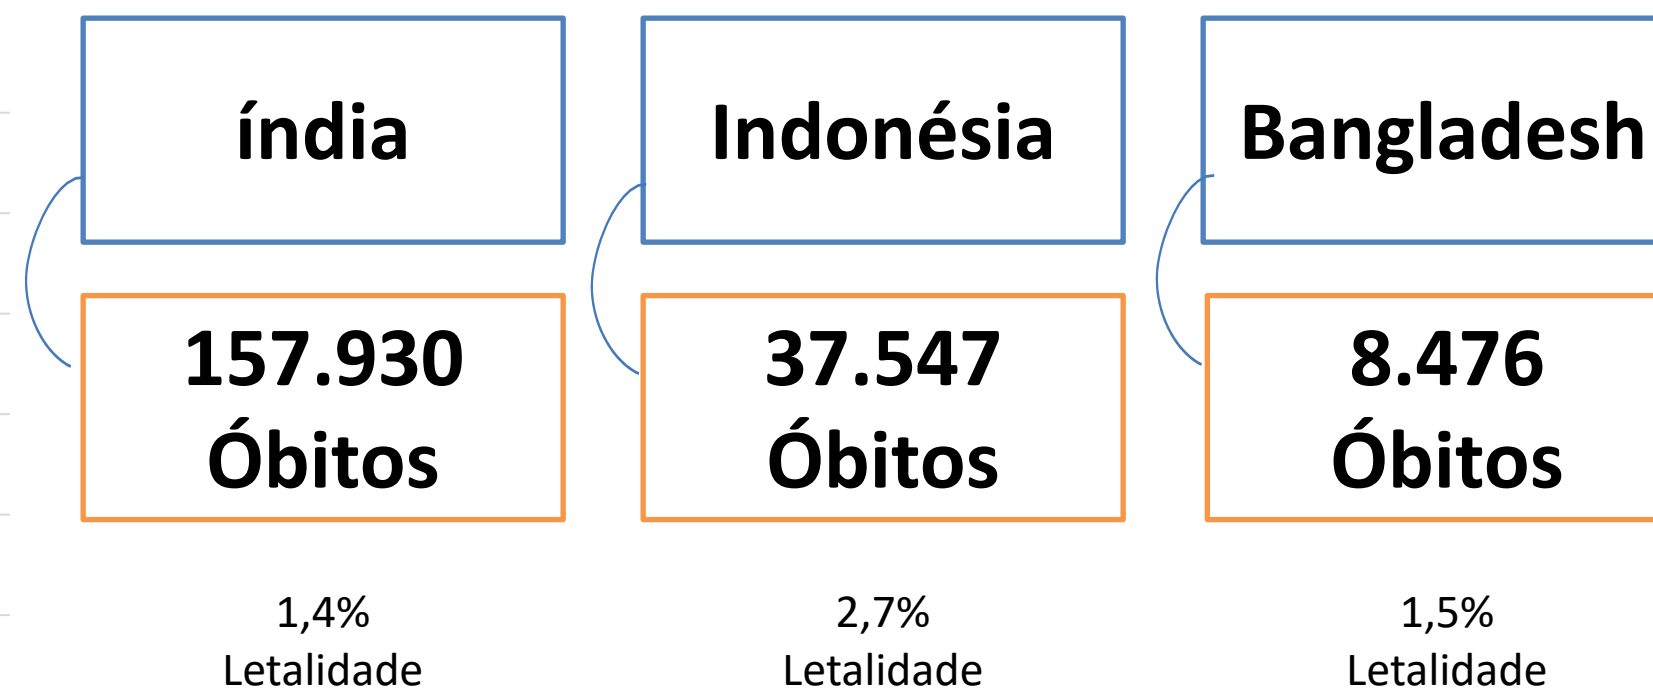 índia
157.930
Óbitos
1,4%
Letalidade
Indonésia
37.547
Óbitos
2,7%
Letalidade
Bangladesh
8.476
Óbitos
1,5%
Letalidade